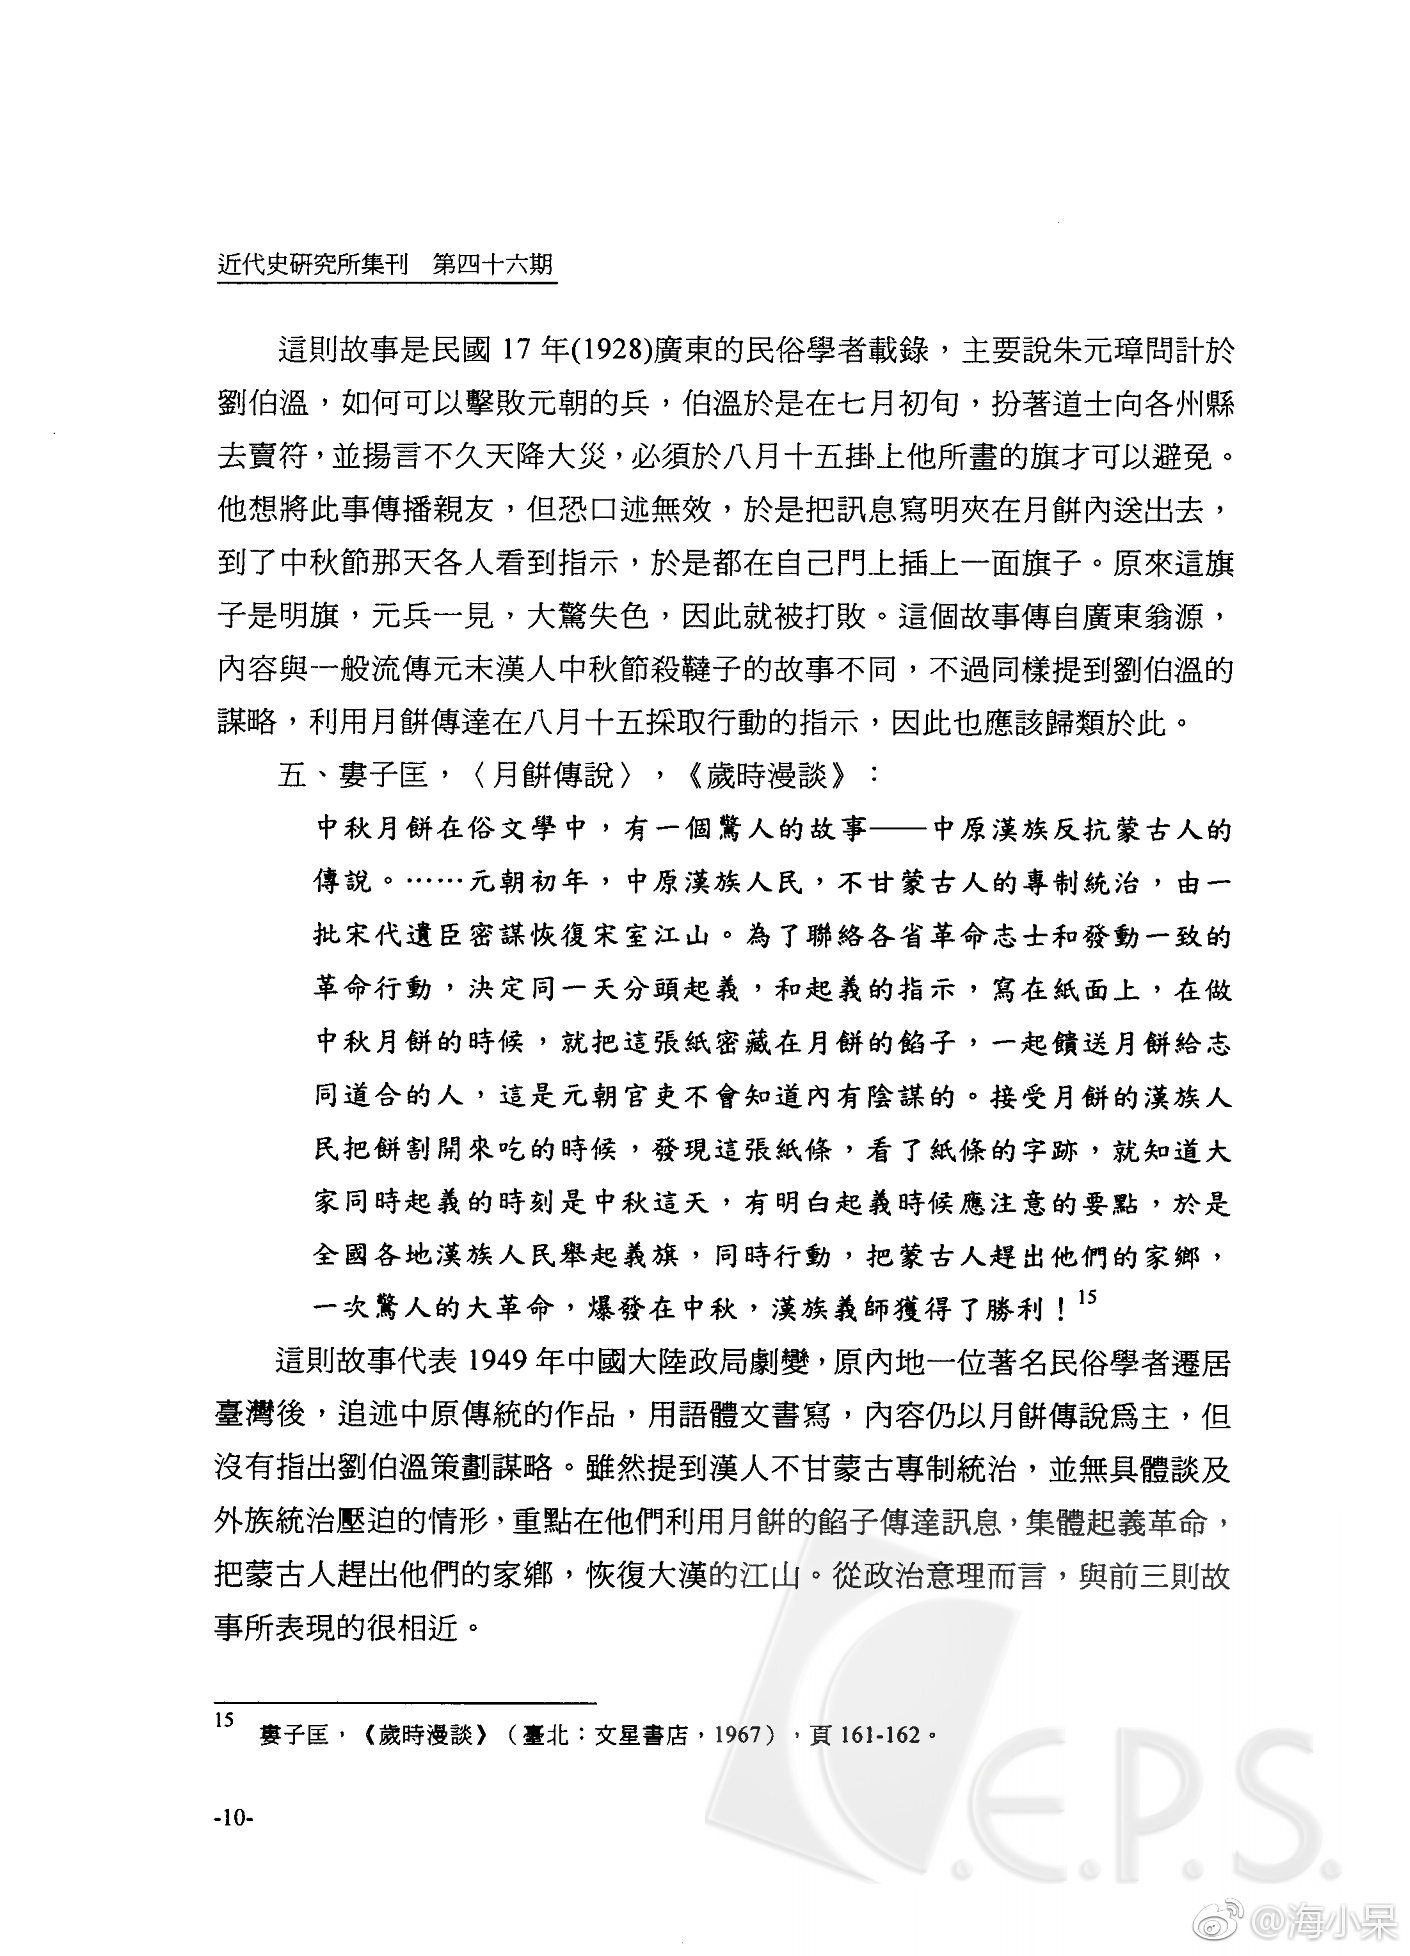 近代史研究所集刊　第四十六期
這則故事是民國 17 年(1928)廣東的民俗學者載錄，主要說朱元璋問計於
劉伯溫，如何可以擊敗元朝的兵，伯溫於是在七月初旬，扮著道士向各州縣
去賣符，並揚言不久天降大災，必須於八月十五掛上他所畫的旗才可以避免。
他想將此事傳播親友，但恐口述無效，於是把訊息寫明夾在月餅內送出去，
到了中秋節那天各人看到指示，於是都在自己門上插上一面旗子。原來這旗
子是明旗，元兵一見，大驚失色，因此就被打敗。這個故事傳自廣東翁源，
內容與一般流傳元末漢人中秋節殺韃子的故事不同，不過同樣提到劉伯溫的
謀略，利用月餅傳達在八月十五採取行動的指示，因此也應該歸類於此。
五、婁子匡，〈月餅傳說〉，《歲時漫談》：
中秋月餅在俗文學中，有一個驚人的故事——中原漢族反抗蒙古人的
傳說。……元朝初年，中原漢族人民，不甘蒙古人的專制統治，由一
批宋代遺臣密謀恢復宋室江山。為了聯絡各省革命志士和發動一致的
革命行動，決定同一天分頭起義，和起義的指示，寫在紙面上，在做
中秋月餅的時候，就把這張紙密藏在月餅的餡子，一起饋送月餅給志
同道合的人，這是元朝官吏不會知道內有陰謀的。接受月餅的漢族人
民把餅割開來吃的時候，發現這張紙條，看了紙條的字跡，就知道大
家同時起義的時刻是中秋這天，有明白起義時候應注意的要點，於是
全國各地漢族人民舉起義旗，同時行動，把蒙古人趕出他們的家鄉，
一次驚人的大革命，爆發在中秋，漢族義師獲得了勝利！15
這則故事代表 1949 年中國大陸政局劇變，原內地一位著名民俗學者遷居
臺灣後，追述中原傳統的作品，用語體文書寫，內容仍以月餅傳說爲主，但
沒有指出劉伯溫策劃謀略。雖然提到漢人不甘蒙古專制統治，並無具體談及
外族統治壓迫的情形，重點在他們利用月餅的餡子傳達訊息，集體起義革命，
把蒙古人趕出他們的家鄉，恢復大漢的江山。從政治意理而言，與前三則故
事所表現的很相近。
15　婁子匡，《歲時漫談》（臺北：文星書店，1967），頁 161-162。
-10-
C.E.P.S.
@海小呆